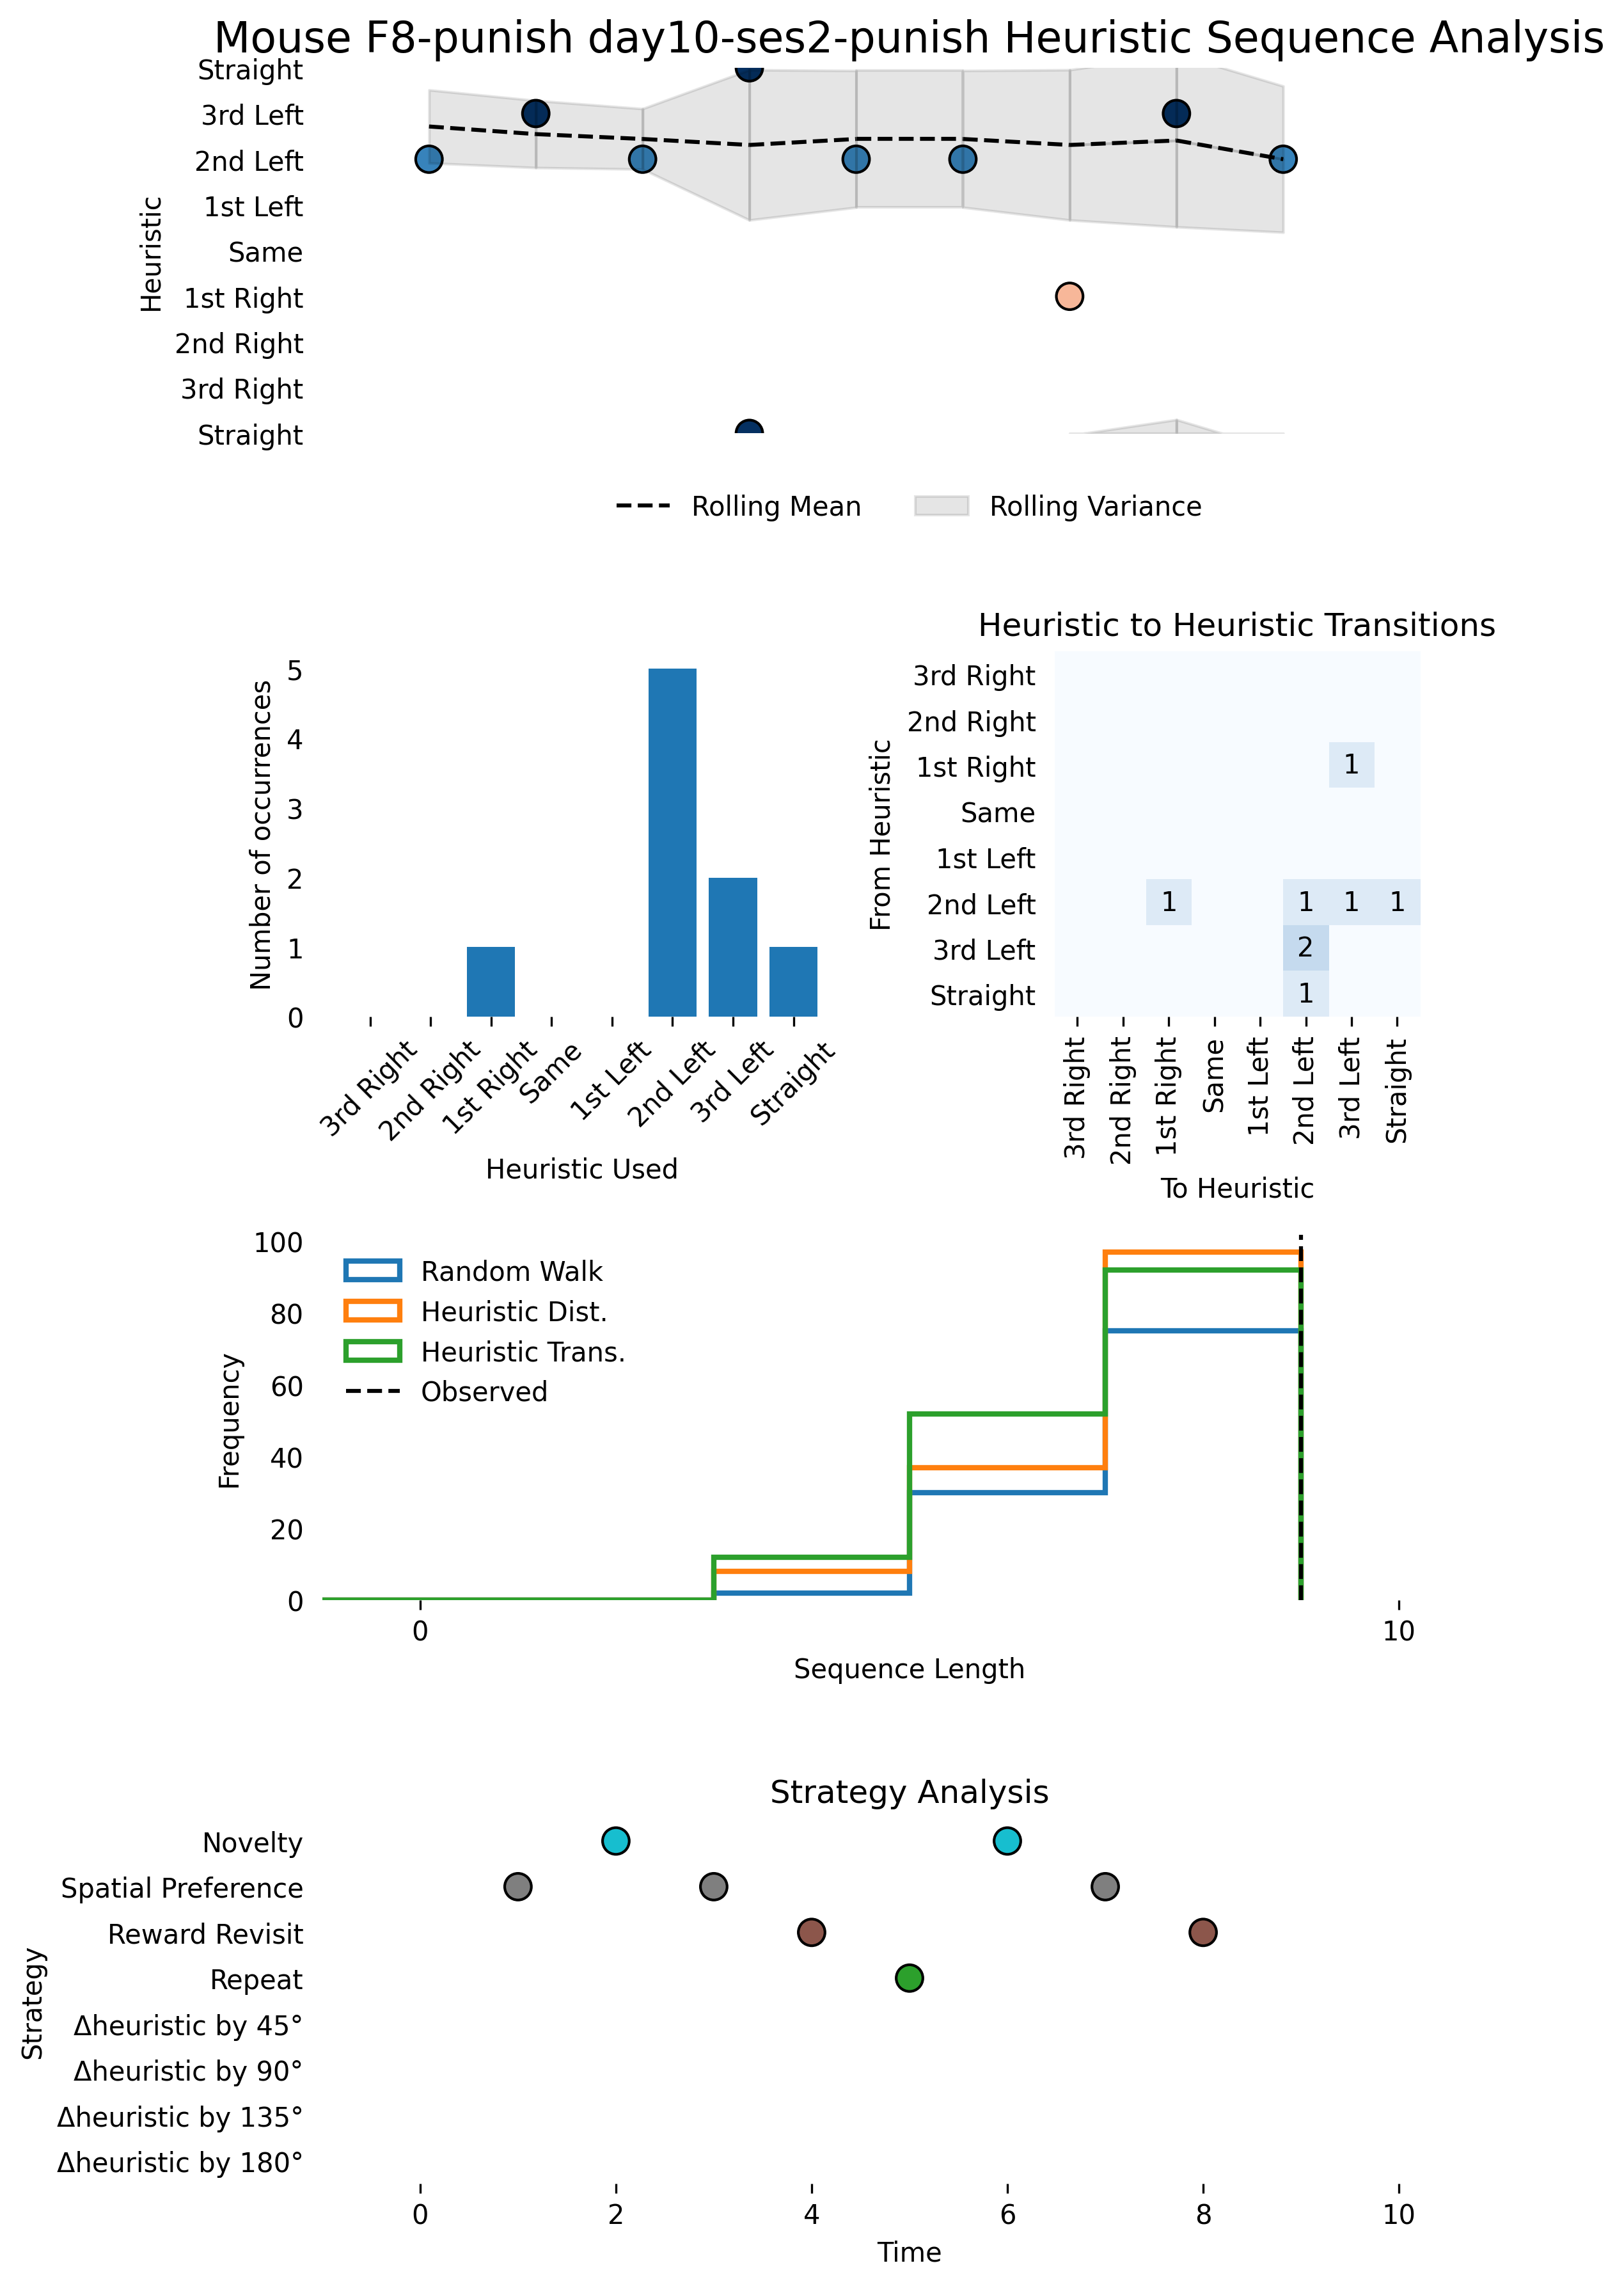 Mouse F8-punish day10-ses2-punish Heuristic Sequence Analysis
Heuristic
Straight
3rd Left
2nd Left
1st Left
Same
1st Right
2nd Right
3rd Right
Straight
Rolling Mean
Rolling Variance
Number of occurrences
5
4
3
2
1
0
3rd Right
2nd Right
1st Right
Same
1st Left
2nd Left
3rd Left
Straight
Heuristic Used
Heuristic to Heuristic Transitions
From Heuristic
3rd Right
2nd Right
1st Right 1
Same
1st Left
2nd Left 1 1 1 1
3rd Left 2
Straight 1
3rd Right
2nd Right
1st Right
Same
1st Left
2nd Left
3rd Left
Straight
To Heuristic
Frequency
100
80
60
40
20
0
Random Walk
Heuristic Dist.
Heuristic Trans.
Observed
0 10
Sequence Length
Strategy Analysis
Strategy
Novelty
Spatial Preference
Reward Revisit
Repeat
Δheuristic by 45°
Δheuristic by 90°
Δheuristic by 135°
Δheuristic by 180°
0 2 4 6 8 10
Time